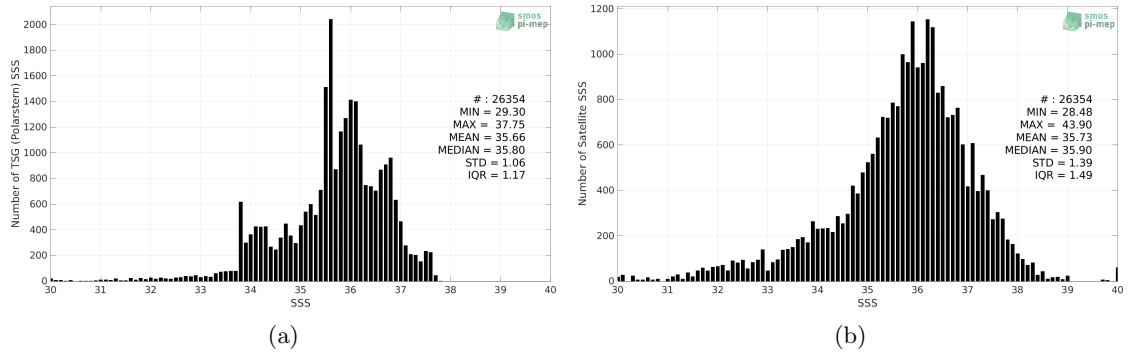 smos
pi-mep
Number of TSG (Polarstern) SSS
2000
1800
1600
1400
1200
1000
800
600
400
200
0
# : 26354
MIN = 29.30
MAX = 37.75
MEAN = 35.66
MEDIAN = 35.80
STD = 1.06
IQR = 1.17
30 31 32 33 34 35 36 37 38 39 40
SSS
(a)
smos
pi-mep
Number of Satellite SSS
1200
1000
800
600
400
200
0
# : 26354
MIN = 28.48
MAX = 43.90
MEAN = 35.73
MEDIAN = 35.90
STD = 1.39
IQR = 1.49
30 31 32 33 34 35 36 37 38 39 40
SSS
(b)